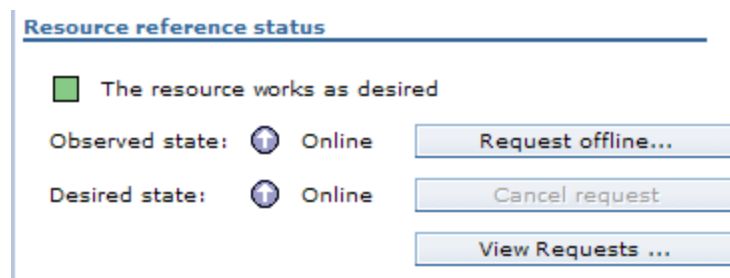 Resource reference status
The resource works as desired
Observed state: Online Request offline...
Desired state: Online Cancel request
View Requests ...